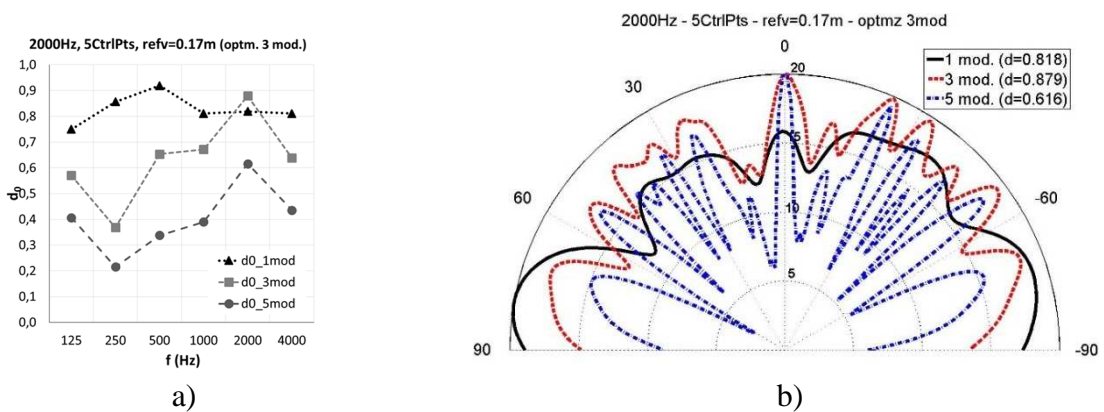 2000Hz, 5CtrlPts, refv=0.17m (optm. 3 mod.)
1,0
0,9
0,8
0,7
0,6
0,5
0,4
0,3
0,2
0,1
0,0
d0
d0_1mod
d0_3mod
d0_5mod
125 250 500 1000 2000 4000
f (Hz)
a)
2000Hz - 5CtrlPts - refv=0.17m - optmz 3mod
0
20
1 mod. (d=0.818)
3 mod. (d=0.879)
5 mod. (d=0.616)
30
15
60
-60
10
5
90
-90
b)